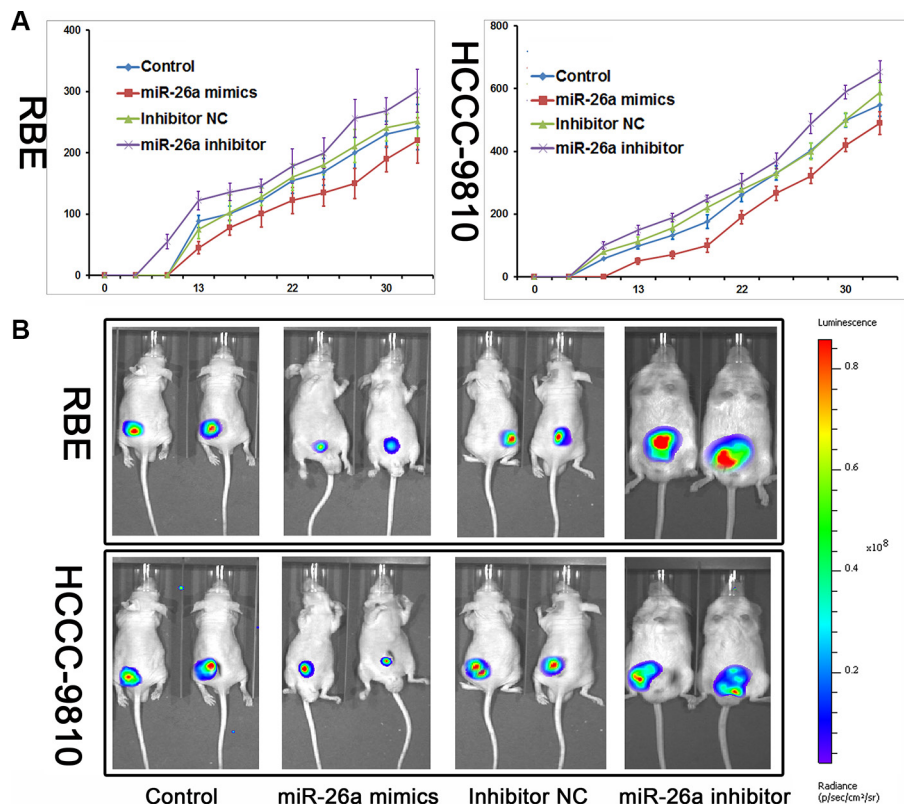 A
RBE
400
300
200
100
0
Control
miR-26a mimics
Inhibitor NC
miR-26a inhibitor
0
13
22
30
HCCC-9810
800
600
400
200
0
Control
miR-26a mimics
Inhibitor NC
miR-26a inhibitor
0
13
22
30
B
RBE
HCCC-9810
Luminescence
0.8
0.6
x10⁸
0.4
0.2
Radiance
(p/sec/cm²/sr)
Control
miR-26a mimics
Inhibitor NC
miR-26a inhibitor